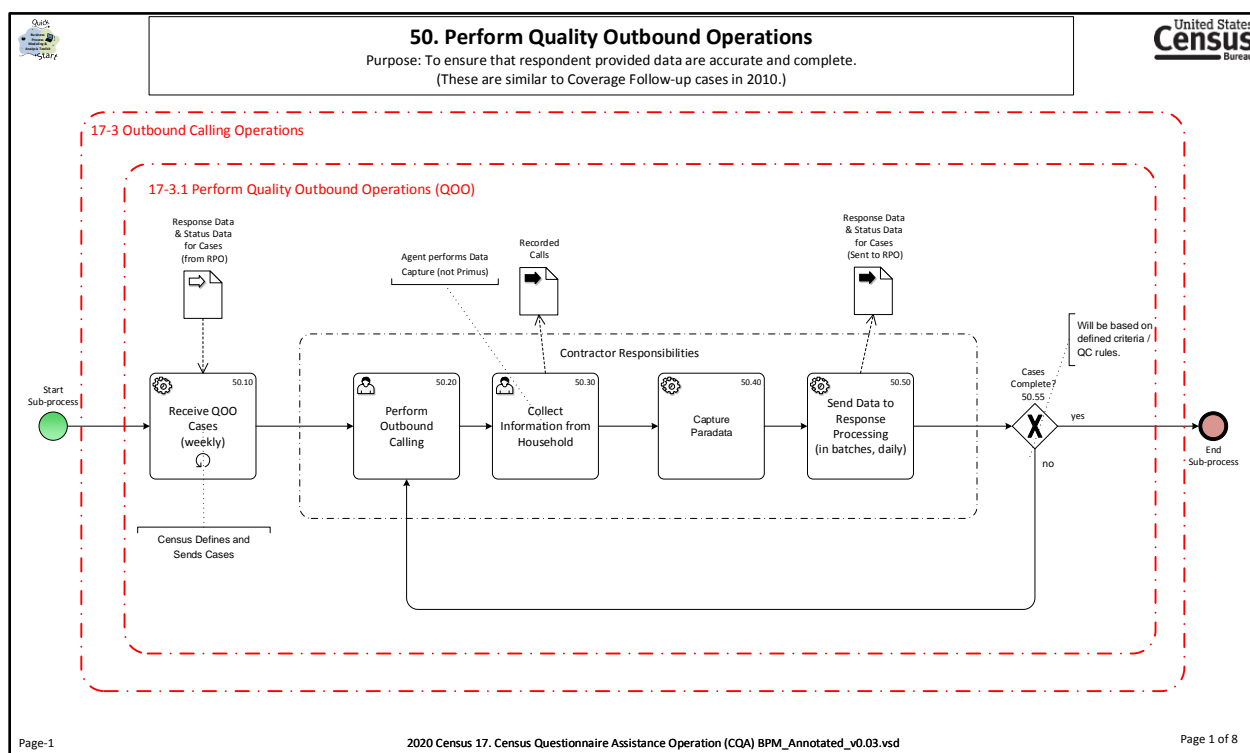 Quick
Business
Process
Modeling &
Analysis Toolkit
Start
50. Perform Quality Outbound Operations
Purpose: To ensure that respondent provided data are accurate and complete.
(These are similar to Coverage Follow-up cases in 2010.)
United States
Census
Bureau
17-3 Outbound Calling Operations
17-3.1 Perform Quality Outbound Operations (QOO)
Response Data
& Status Data
for Cases
(from RPO)
Agent performs Data
Capture (not Primus)
Recorded
Calls
Response Data
& Status Data
for Cases
(Sent to RPO)
Will be based on
defined criteria /
QC rules.
Contractor Responsibilities
Start
Sub-process
50.10
Receive QOO
Cases
(weekly)
50.20
Perform
Outbound
Calling
50.30
Collect
Information from
Household
50.40
Capture
Paradata
50.50
Send Data to
Response
Processing
(in batches, daily)
Cases
Complete?
50.55
X
yes
no
End
Sub-process
Census Defines and
Sends Cases
Page-1
2020 Census 17. Census Questionnaire Assistance Operation (CQA) BPM_Annotated_v0.03.vsd
Page 1 of 8